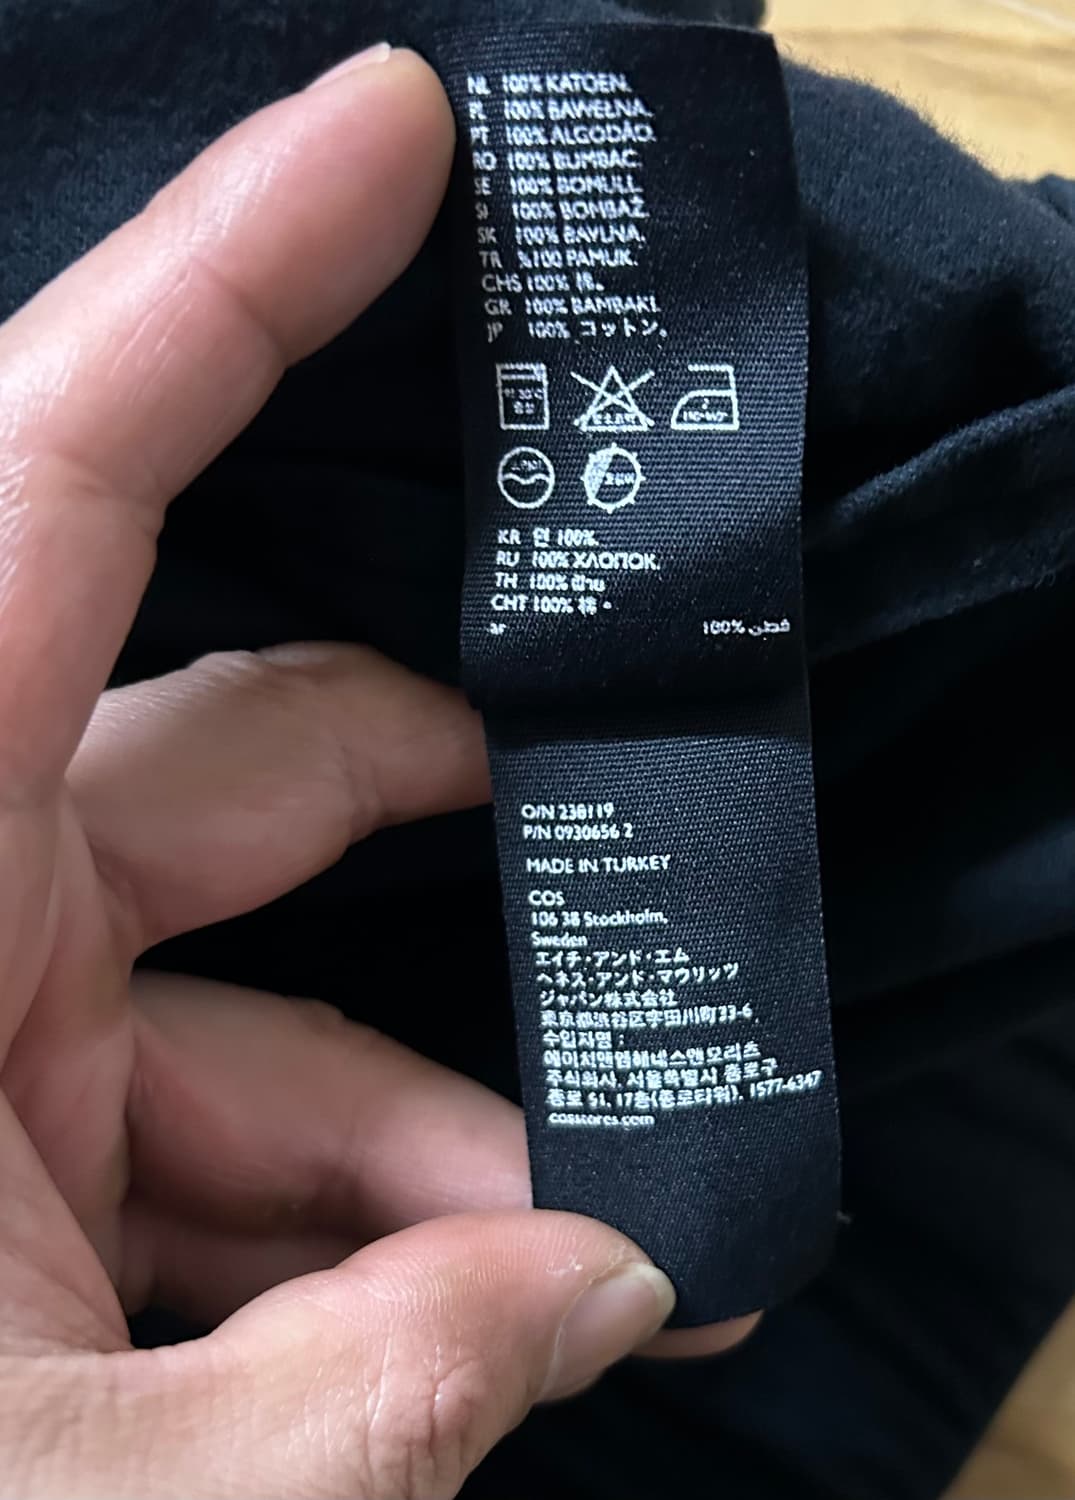 NL 100% KATOEN.
PL 100% BAWEŁNA.
PT 100% ALGODÃO.
RO 100% BUMBAC.
SE 100% BOMULL.
SI 100% BOMBAŽ.
SK 100% BAVLNA.
TR %100 PAMUK.
CHS 100% 棉。
GR 100% BAMBAKI.
JP 100% コットン。
KR 면 100%.
RU 100% ХЛОПОК.
TH 100% ฝ้าย
CHT 100% 棉。
ar 100% قطن
O/N 238119
P/N 0930656 2
MADE IN TURKEY
COS
106 38 Stockholm,
Sweden
エイチ・アンド・エム
ヘネス・アンド・マウリッツ
ジャパン株式会社
東京都渋谷区宇田川町33-6
수입자명 :
에이치앤엠헤네스앤모리츠
주식회사, 서울특별시 종로구
종로 51, 17층(종로타워), 1577-6347
cosstores.com